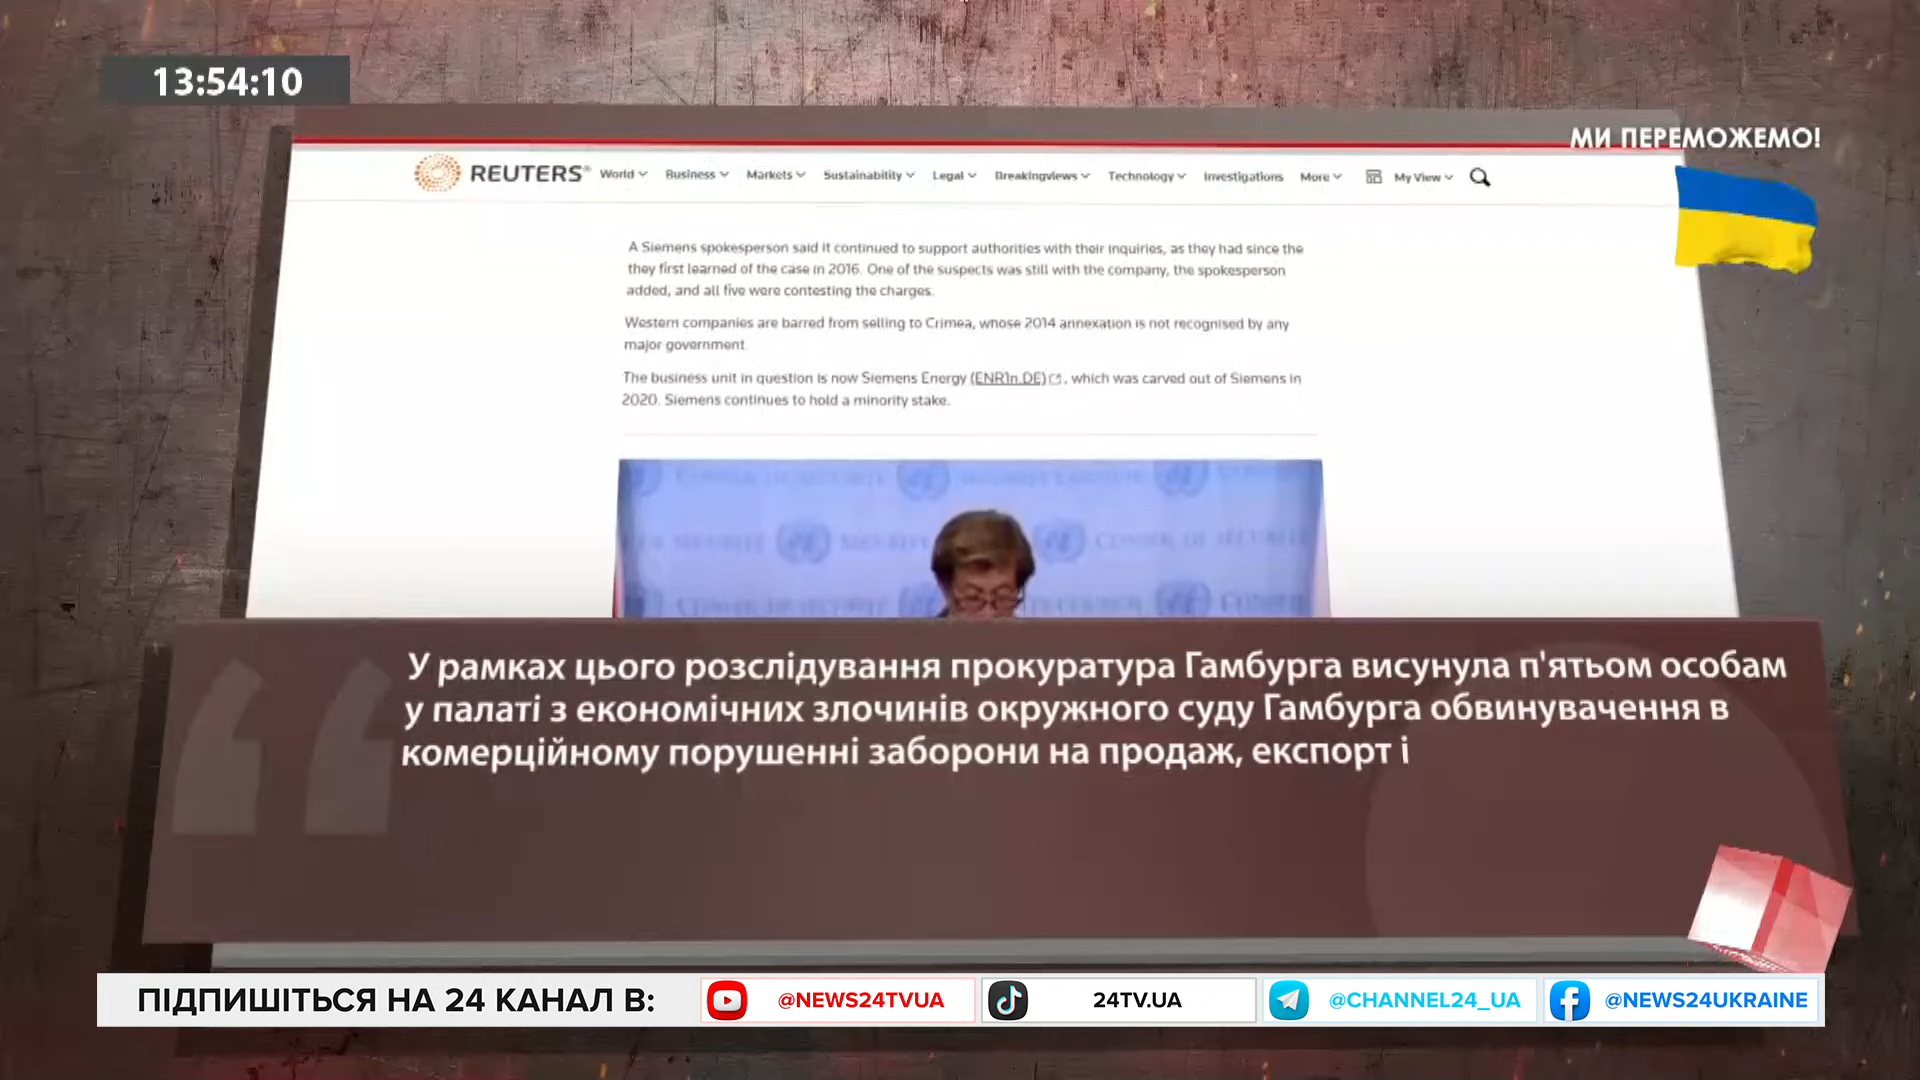 13:54:10
МИ ПЕРЕМОЖЕМО!
REUTERS® World Business Markets Sustainability Legal Breakingviews Technology Investigations More My View
A Siemens spokesperson said it continued to support authorities with their inquiries, as they had since the
they first learned of the case in 2016. One of the suspects was still with the company, the spokesperson
added, and all five were contesting the charges.
Western companies are barred from selling to Crimea, whose 2014 annexation is not recognised by any
major government.
The business unit in question is now Siemens Energy (ENR1n.DE), which was carved out of Siemens in
2020. Siemens continues to hold a minority stake.
У рамках цього розслідування прокуратура Гамбурга висунула п'ятьом особам
у палаті з економічних злочинів окружного суду Гамбурга обвинувачення в
комерційному порушенні заборони на продаж, експорт і
ПІДПИШІТЬСЯ НА 24 КАНАЛ В: @NEWS24TVUA 24TV.UA @CHANNEL24_UA @NEWS24UKRAINE